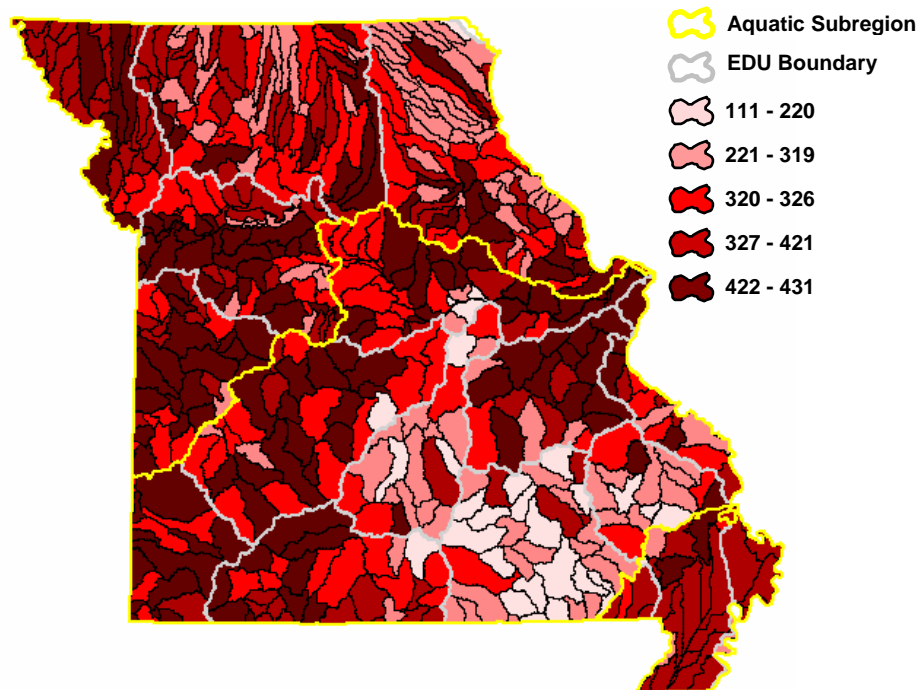 Aquatic Subregion
EDU Boundary
111 - 220
221 - 319
320 - 326
327 - 421
422 - 431